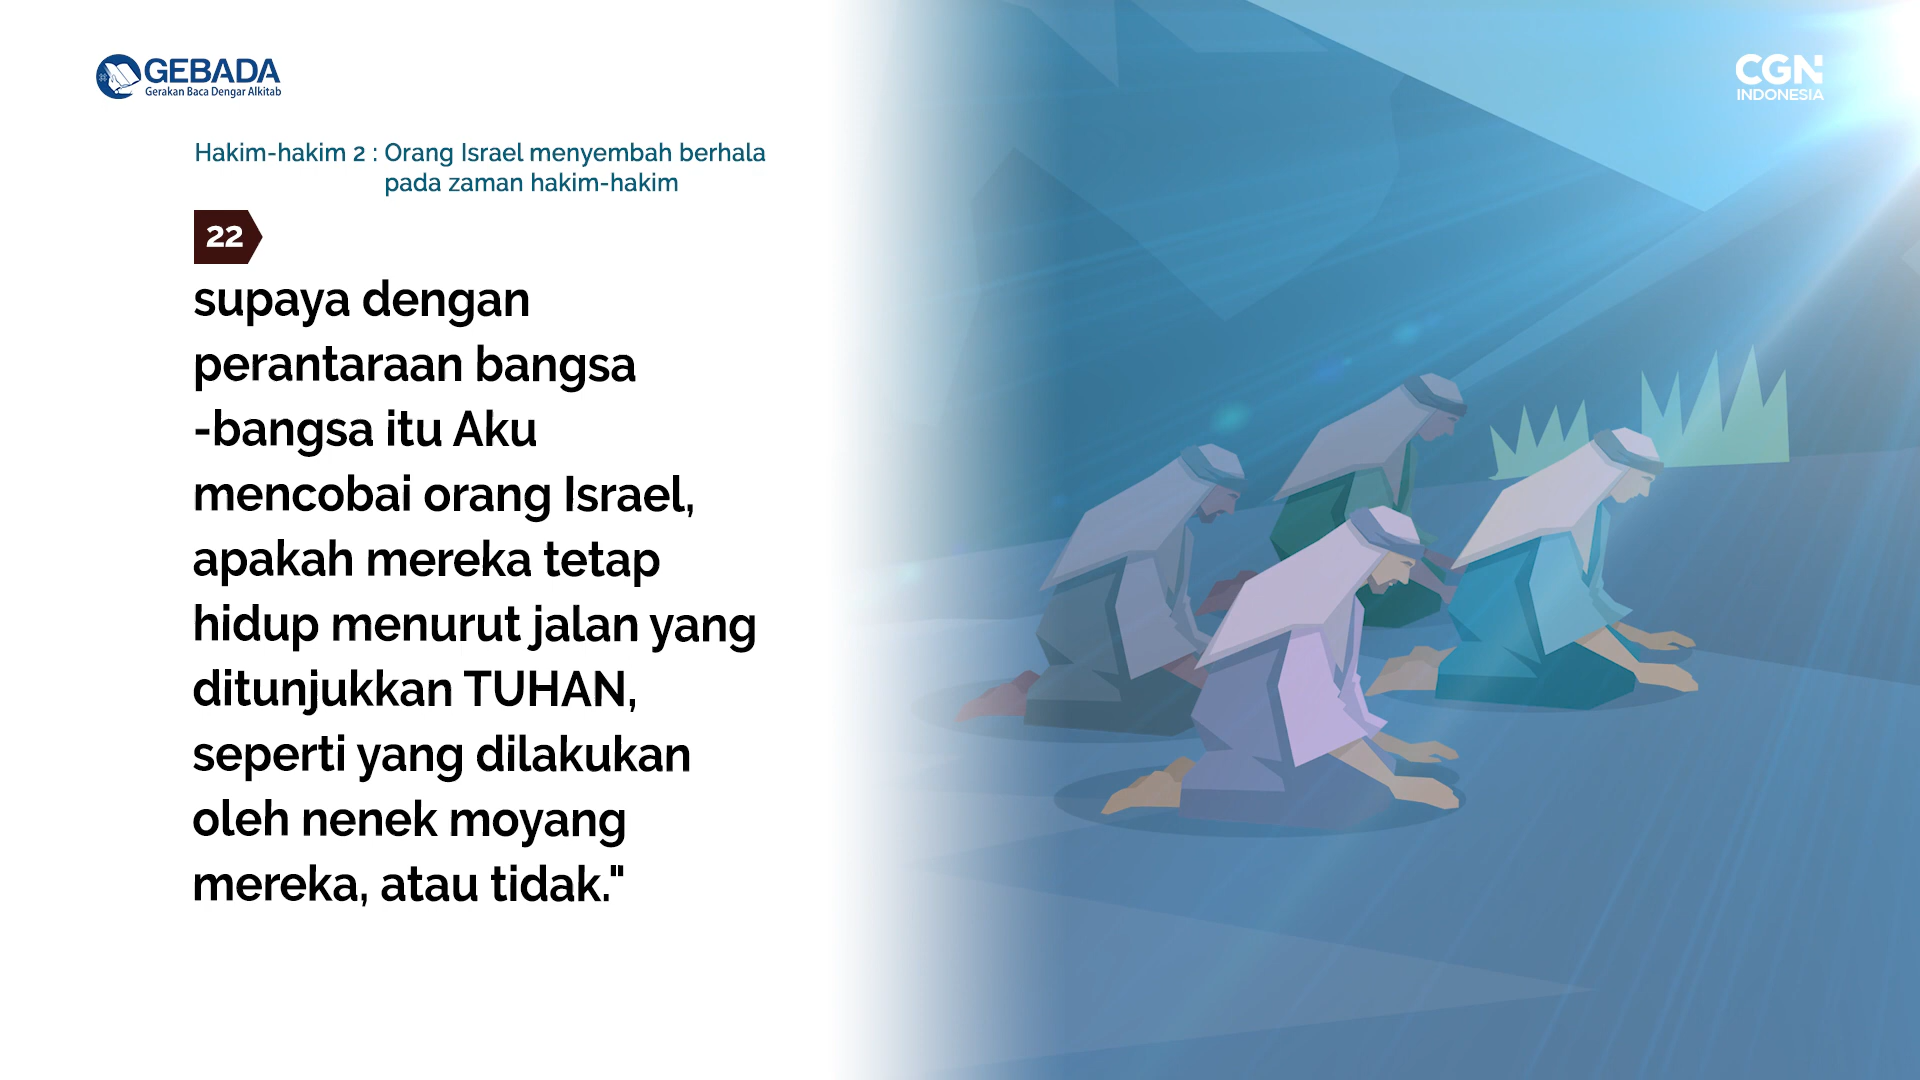 GEBADA
Gerakan Baca Dengar Alkitab
CGN
INDONESIA
Hakim-hakim 2 : Orang Israel menyembah berhala
pada zaman hakim-hakim
22
supaya dengan
perantaraan bangsa
-bangsa itu Aku
mencobai orang Israel,
apakah mereka tetap
hidup menurut jalan yang
ditunjukkan TUHAN,
seperti yang dilakukan
oleh nenek moyang
mereka, atau tidak."